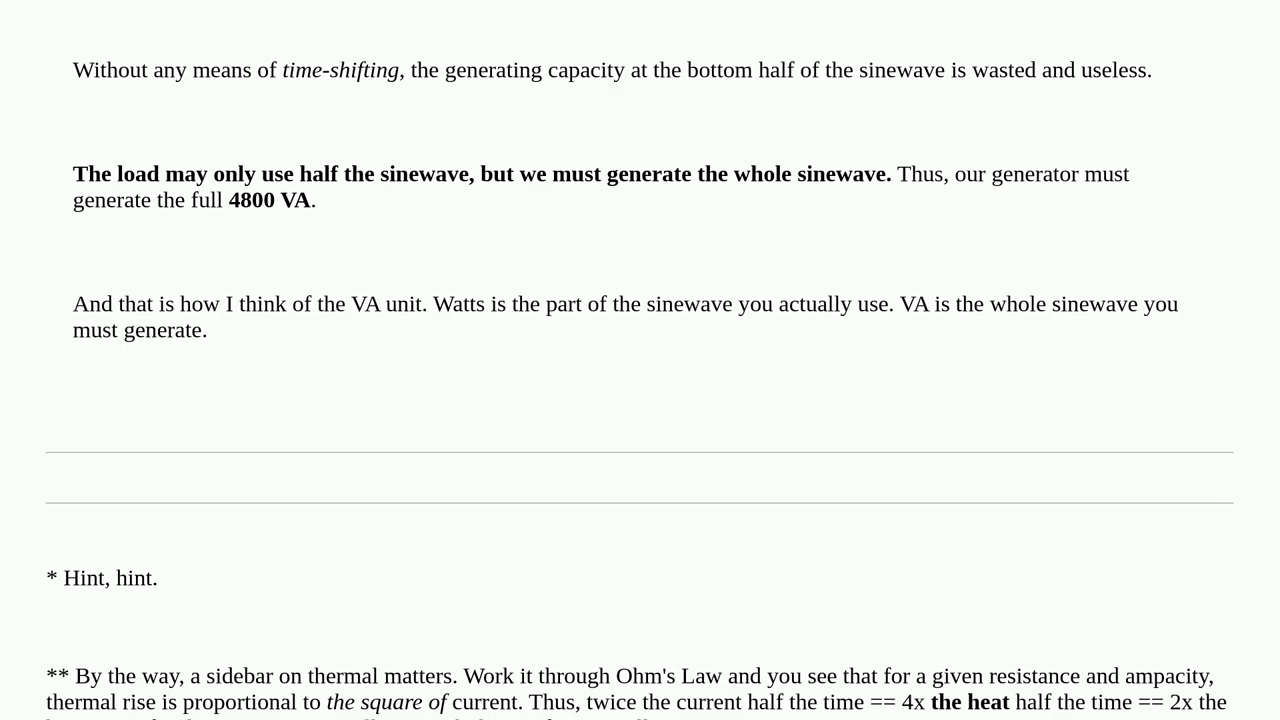 Without any means of time-shifting, the generating capacity at the bottom half of the sinewave is wasted and useless.
The load may only use half the sinewave, but we must generate the whole sinewave. Thus, our generator must
generate the full 4800 VA.
And that is how I think of the VA unit. Watts is the part of the sinewave you actually use. VA is the whole sinewave you
must generate.
* Hint, hint.
** By the way, a sidebar on thermal matters. Work it through Ohm's Law and you see that for a given resistance and ampacity,
thermal rise is proportional to the square of current. Thus, twice the current half the time == 4x the heat half the time == 2x the